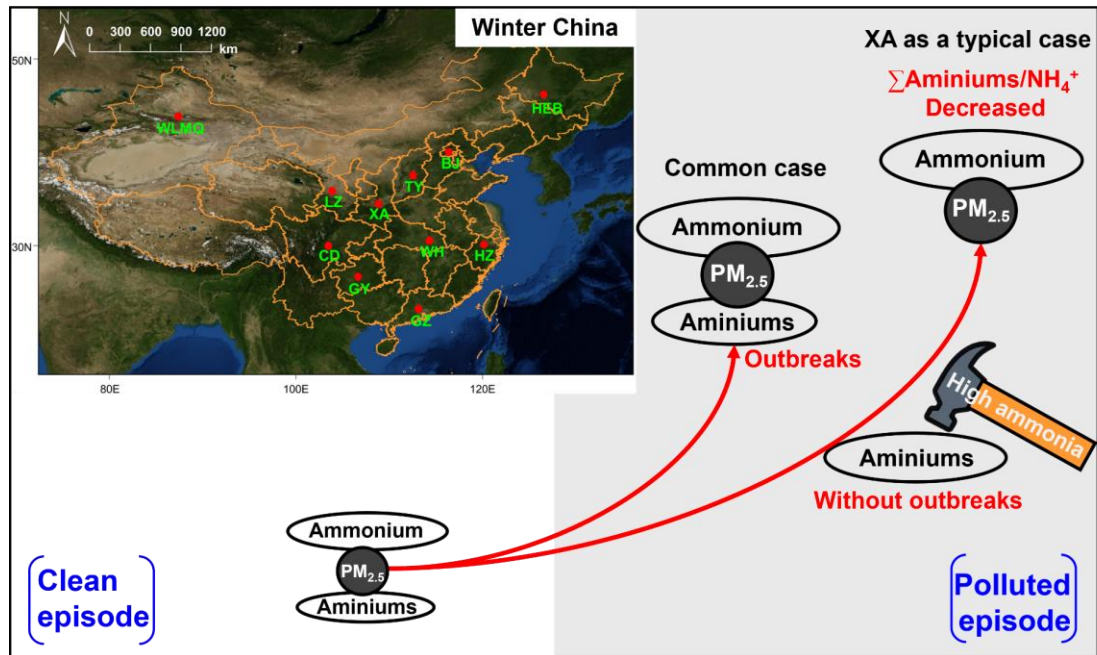 N
0 300 600 900 1200
km
Winter China
50N
30N
80E
100E
120E
WLMQ
HEB
BJ
TY
LZ
XA
CD
WH
HZ
GY
GZ
XA as a typical case
∑Aminiums/NH₄⁺
Decreased
Ammonium
PM₂.₅
Common case
Ammonium
PM₂.₅
Aminiums
Outbreaks
High ammonia
Aminiums
Without outbreaks
Ammonium
PM₂.₅
Aminiums
Clean
episode
Polluted
episode